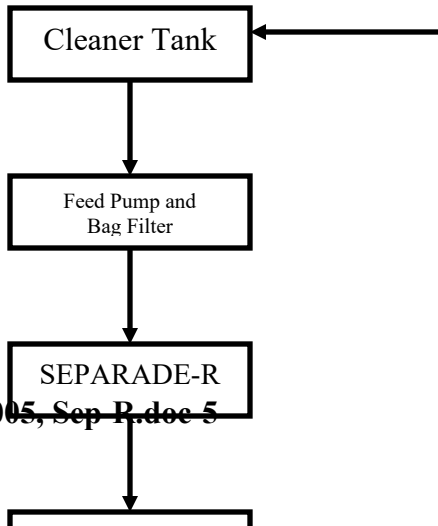 Cleaner Tank
Feed Pump and
Bag Filter
SEPARADE-R
005, Sep-R.doc-5